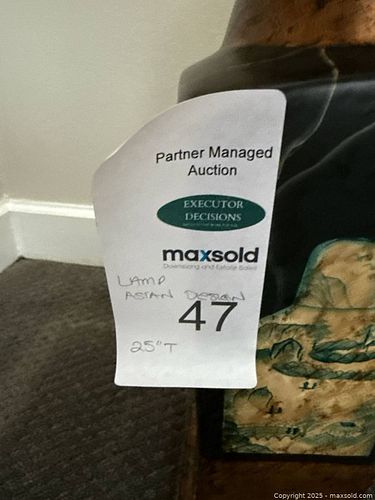 Partner Managed
Auction
EXECUTOR
DECISIONS
maxsold
Downsizing and Estate Sales
LAMP
ASIAN DESIGN
47
25" T
Copyright 2025 - maxsold.com